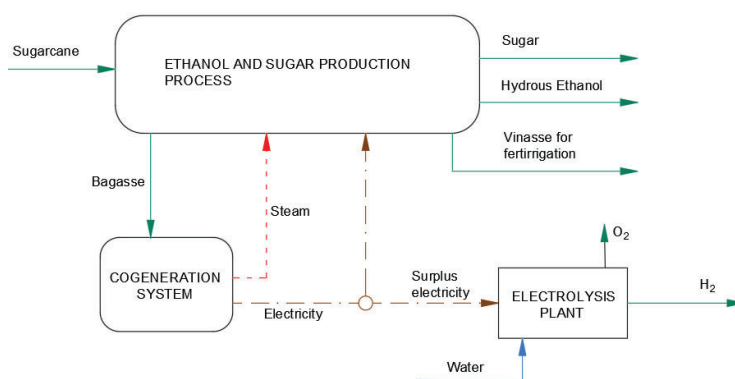 Sugarcane
ETHANOL AND SUGAR PRODUCTION
PROCESS
Sugar
Hydrous Ethanol
Vinasse for
fertirrigation
Bagasse
Steam
COGENERATION
SYSTEM
Electricity
Surplus
electricity
O2
ELECTROLYSIS
PLANT
H2
Water